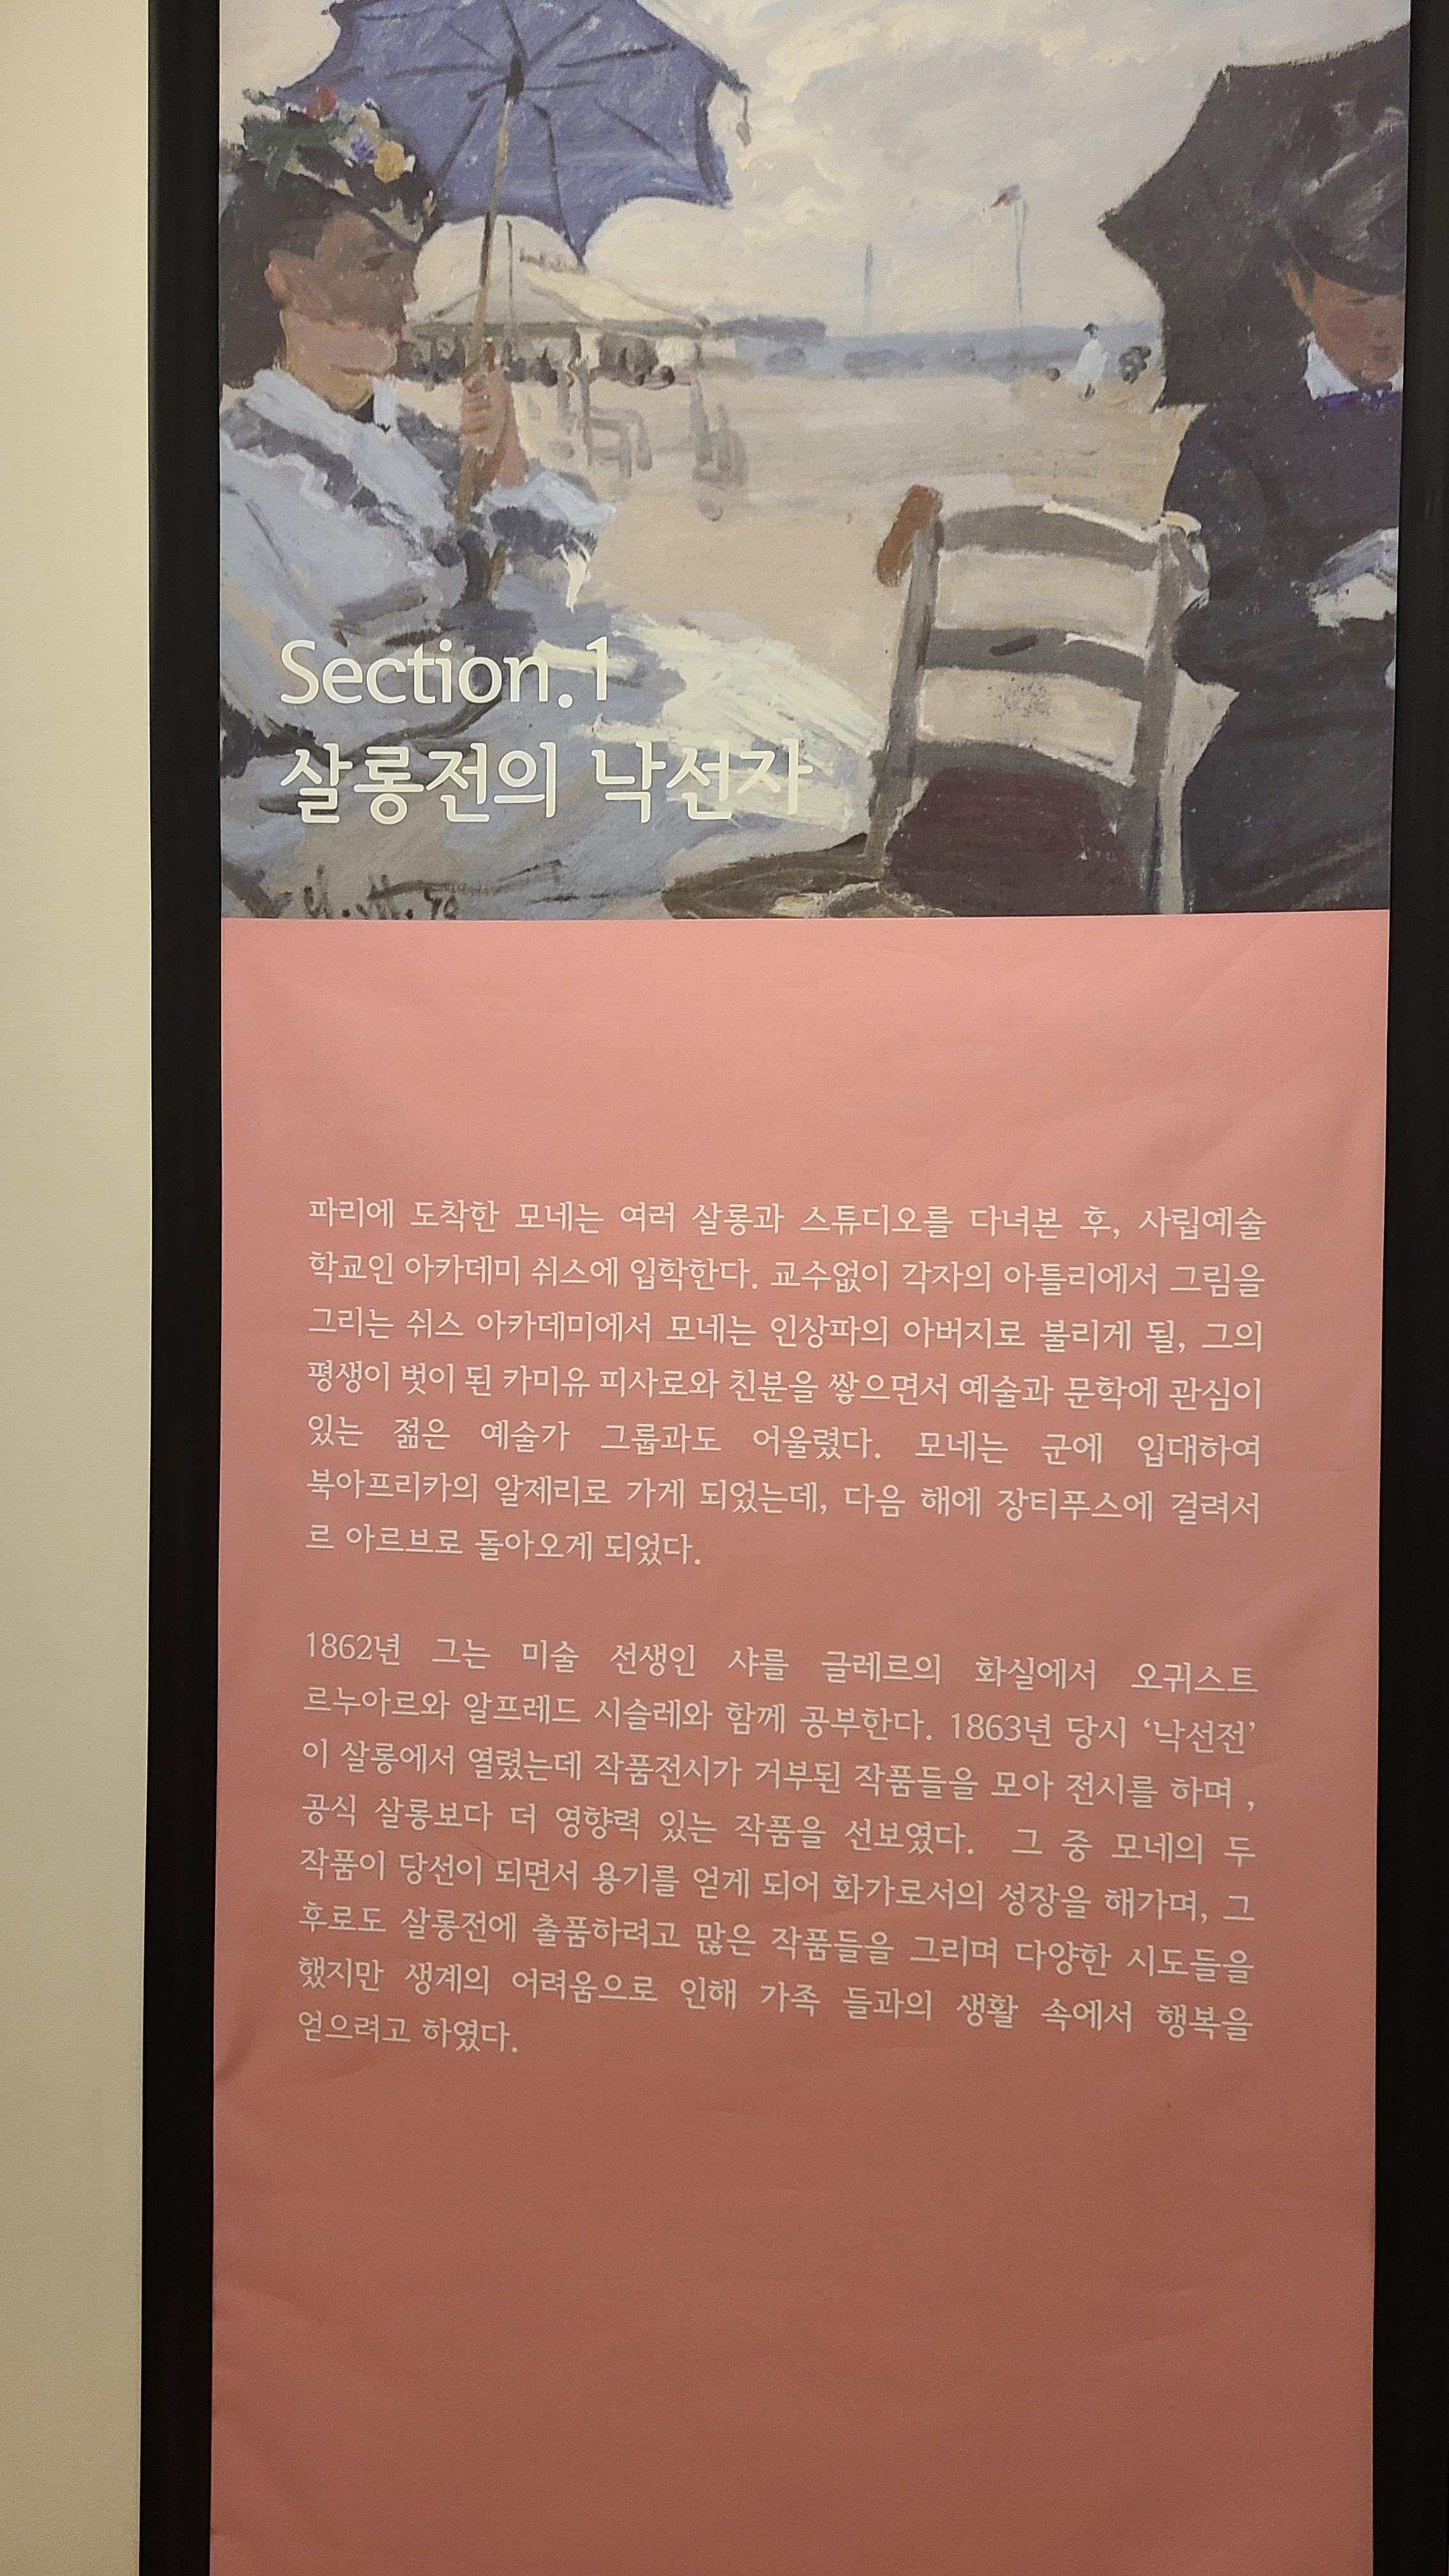 Section.1
살롱전의 낙선자
파리에 도착한 모네는 여러 살롱과 스튜디오를 다녀본 후, 사립예술
학교인 아카데미 쉬스에 입학한다. 교수없이 각자의 아틀리에서 그림을
그리는 쉬스 아카데미에서 모네는 인상파의 아버지로 불리게 될, 그의
평생이 벗이 된 카미유 피사로와 친분을 쌓으면서 예술과 문학에 관심이
있는 젊은 예술가 그룹과도 어울렸다. 모네는 군에 입대하여
북아프리카의 알제리로 가게 되었는데, 다음 해에 장티푸스에 걸려서
르 아르브로 돌아오게 되었다.
1862년 그는 미술 선생인 샤를 글레르의 화실에서 오귀스트
르누아르와 알프레드 시슬레와 함께 공부한다. 1863년 당시 ‘낙선전’
이 살롱에서 열렸는데 작품전시가 거부된 작품들을 모아 전시를 하며 ,
공식 살롱보다 더 영향력 있는 작품을 선보였다. 그 중 모네의 두
작품이 당선이 되면서 용기를 얻게 되어 화가로서의 성장을 해가며, 그
후로도 살롱전에 출품하려고 많은 작품들을 그리며 다양한 시도들을
했지만 생계의 어려움으로 인해 가족 들과의 생활 속에서 행복을
얻으려고 하였다.